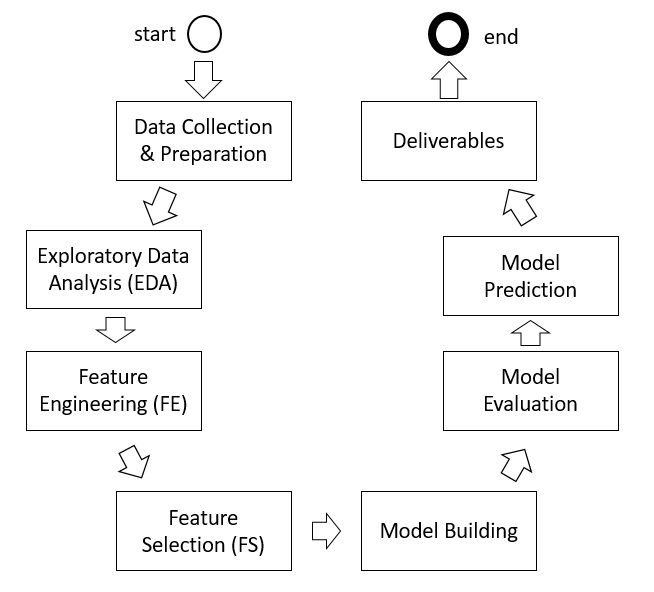 start
Data Collection
& Preparation
Exploratory Data
Analysis (EDA)
Feature
Engineering (FE)
Feature
Selection (FS)
Model Building
Model
Evaluation
Model
Prediction
Deliverables
end